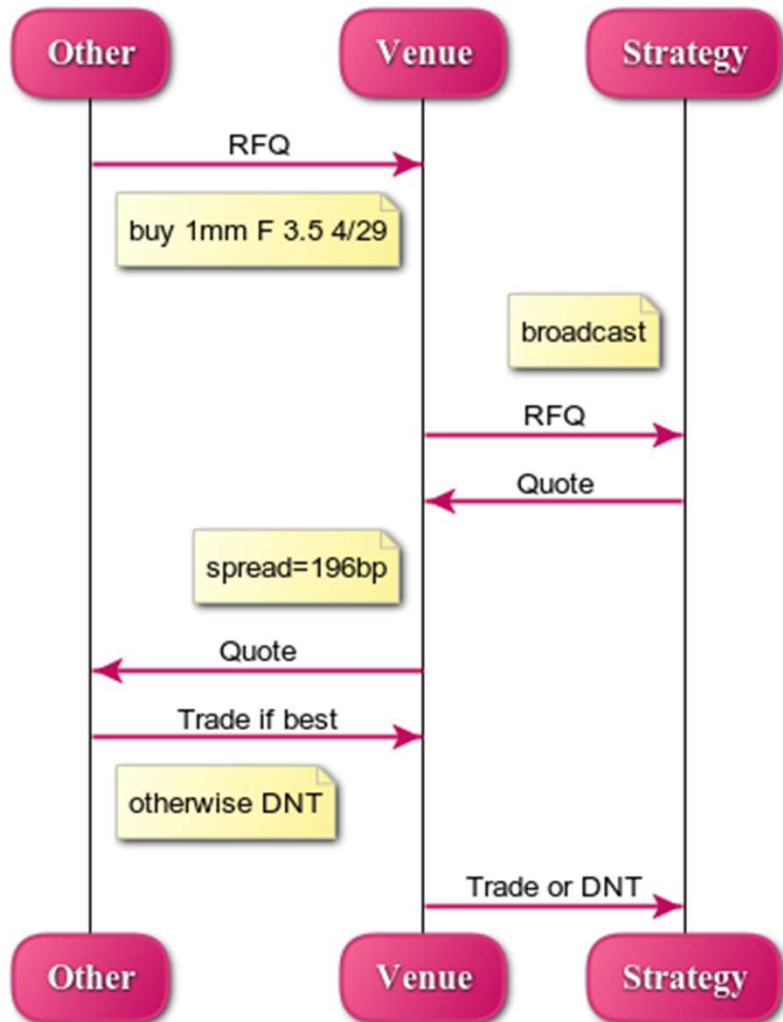 Other
Venue
Strategy
RFQ
buy 1mm F 3.5 4/29
broadcast
RFQ
Quote
spread=196bp
Quote
Trade if best
otherwise DNT
Trade or DNT
Other
Venue
Strategy